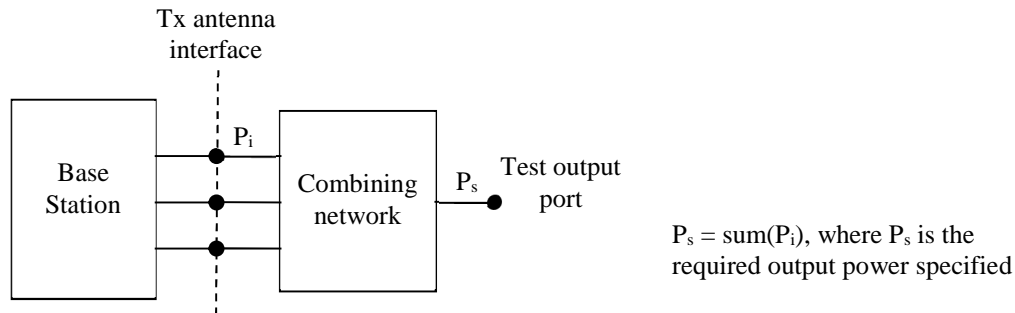 Tx antenna
interface
Base
Station
Pi
Combining
network
Ps
Test output
port
Ps = sum(Pi), where Ps is the
required output power specified